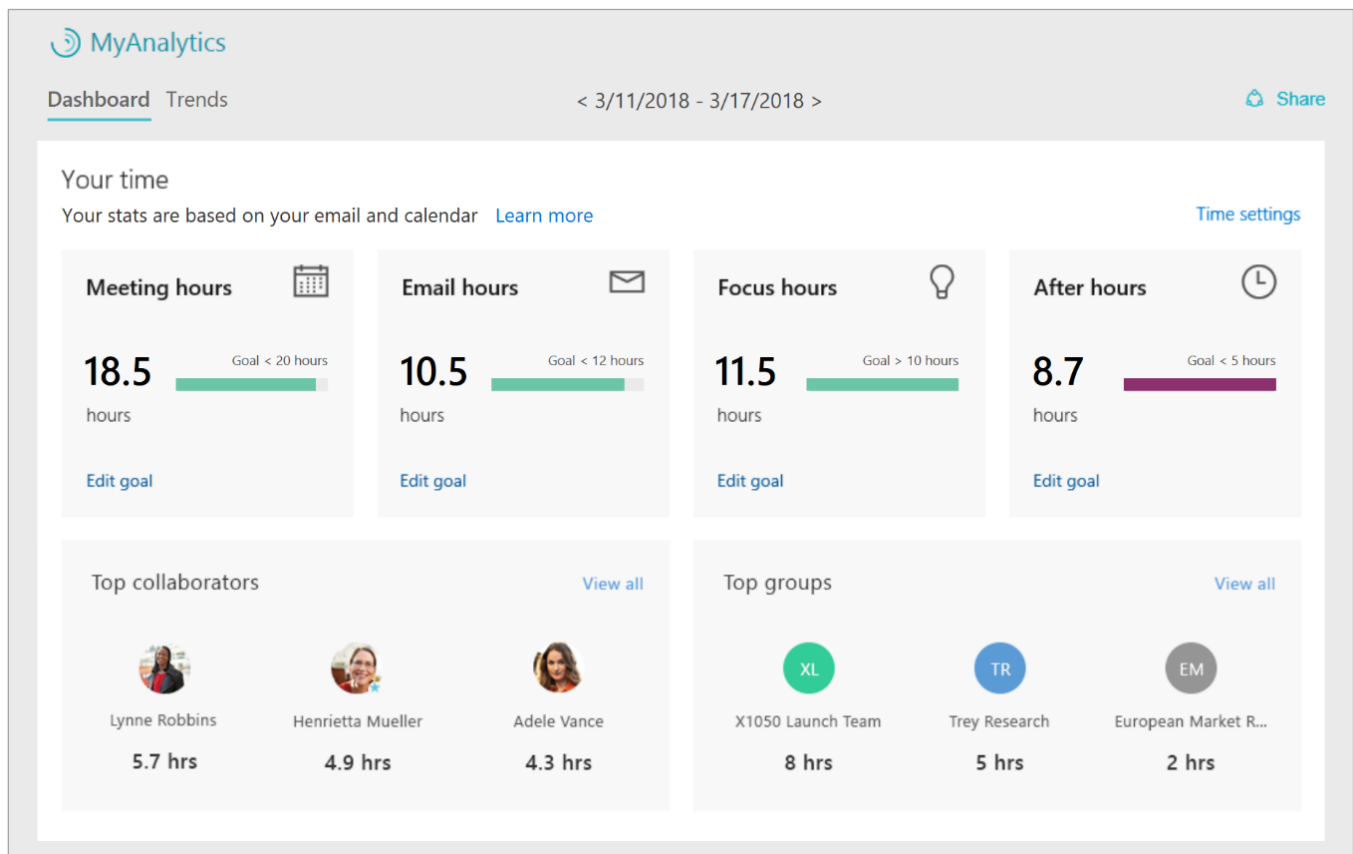 MyAnalytics
Dashboard Trends < 3/11/2018 - 3/17/2018 > Share
Your time
Your stats are based on your email and calendar Learn more Time settings
Meeting hours
Goal < 20 hours
18.5
hours
Edit goal
Email hours
Goal < 12 hours
10.5
hours
Edit goal
Focus hours
Goal > 10 hours
11.5
hours
Edit goal
After hours
Goal < 5 hours
8.7
hours
Edit goal
Top collaborators View all
Lynne Robbins Henrietta Mueller Adele Vance
5.7 hrs 4.9 hrs 4.3 hrs
Top groups View all
XL TR EM
X1050 Launch Team Trey Research European Market R...
8 hrs 5 hrs 2 hrs